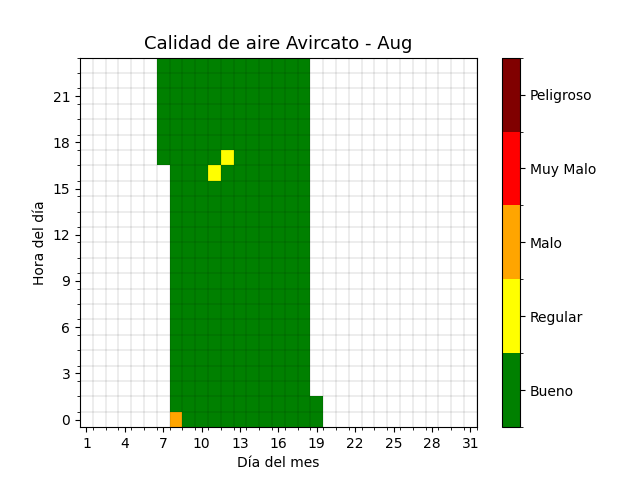 Calidad de aire Avircato - Aug
Peligroso
Muy Malo
Malo
Regular
Bueno
Hora del día
21
18
15
12
9
6
3
0
1 4 7 10 13 16 19 22 25 28 31
Día del mes